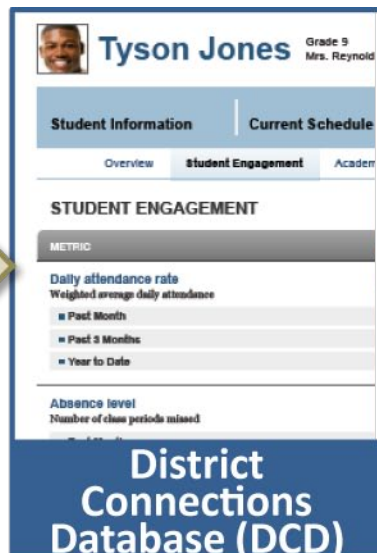 Tyson Jones
Grade 9
Mrs. Reynold
Student Information
Current Schedule
Overview
Student Engagement
Academ
STUDENT ENGAGEMENT
METRIC
Daily attendance rate
Weighted average daily attendance
Past Month
Past 3 Months
Year to Date
Absence level
Number of class periods missed
District
Connections
Database (DCD)